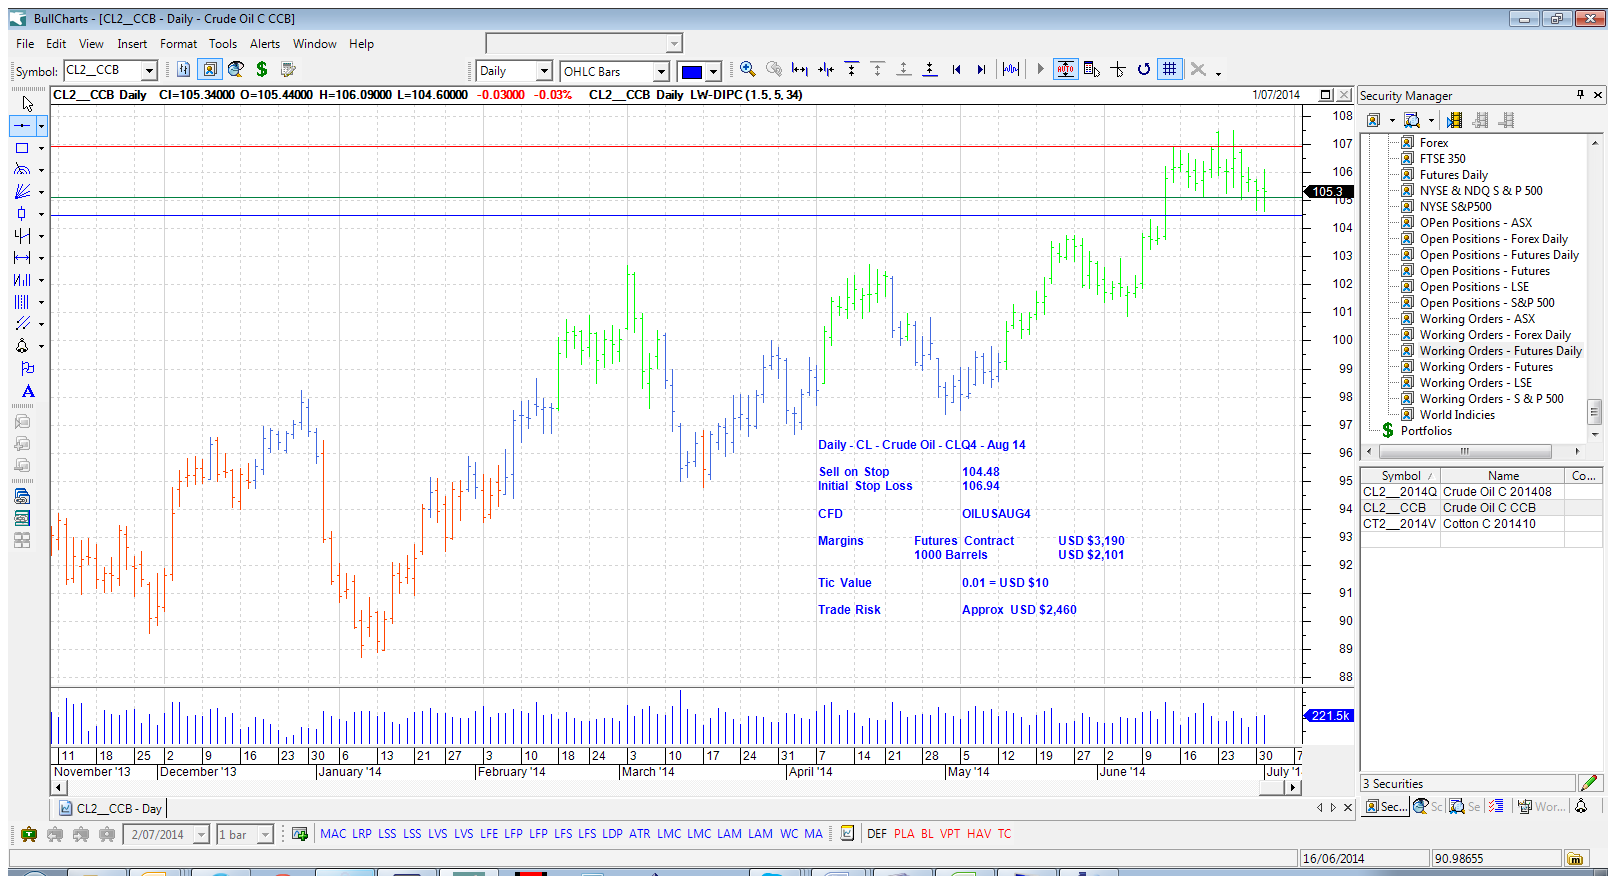 BullCharts - [CL2__CCB - Daily - Crude Oil C CCB]
File Edit View Insert Format Tools Alerts Window Help
Symbol: CL2__CCB Daily OHLC Bars AUTO
CL2__CCB Daily Cl=105.34000 O=105.44000 H=106.09000 L=104.60000 -0.03000 -0.03% CL2__CCB Daily LW-DIPC (1.5, 5, 34) 1/07/2014
108
107
106
105.3
105
104
103
102
101
100
99
98
97
96
95
94
93
92
91
90
89
88
Daily - CL - Crude Oil - CLQ4 - Aug 14
Sell on Stop 104.48
Initial Stop Loss 106.94
CFD OILUSAUG4
Margins Futures Contract USD $3,190
1000 Barrels USD $2,101
Tic Value 0.01 = USD $10
Trade Risk Approx USD $2,460
221.5k
11 18 25 2 9 16 23 30 6 13 21 27 3 10 18 24 3 10 17 24 31 7 14 21 28 5 12 19 27 2 9 16 23 30 7
November '13 December '13 January '14 February '14 March '14 April '14 May '14 June '14 July '1
CL2__CCB - Day
Security Manager
Forex
FTSE 350
Futures Daily
NYSE & NDQ S & P 500
NYSE S&P500
OPen Positions - ASX
Open Positions - Forex Daily
Open Positions - Futures Daily
Open Positions - Futures
Open Positions - LSE
Open Positions - S&P 500
Working Orders - ASX
Working Orders - Forex Daily
Working Orders - Futures Daily
Working Orders - Futures
Working Orders - LSE
Working Orders - S & P 500
World Indicies
Portfolios
Symbol Name Co...
CL2__2014Q Crude Oil C 201408
CL2__CCB Crude Oil C CCB
CT2__2014V Cotton C 201410
3 Securities
Sec... Sc Se Wor...
2/07/2014 1 bar MAC LRP LSS LSS LVS LVS LFE LFP LFP LFS LFS LDP ATR LMC LMC LAM LAM WC MA DEF PLA BL VPT HAV TC
16/06/2014 90.98655